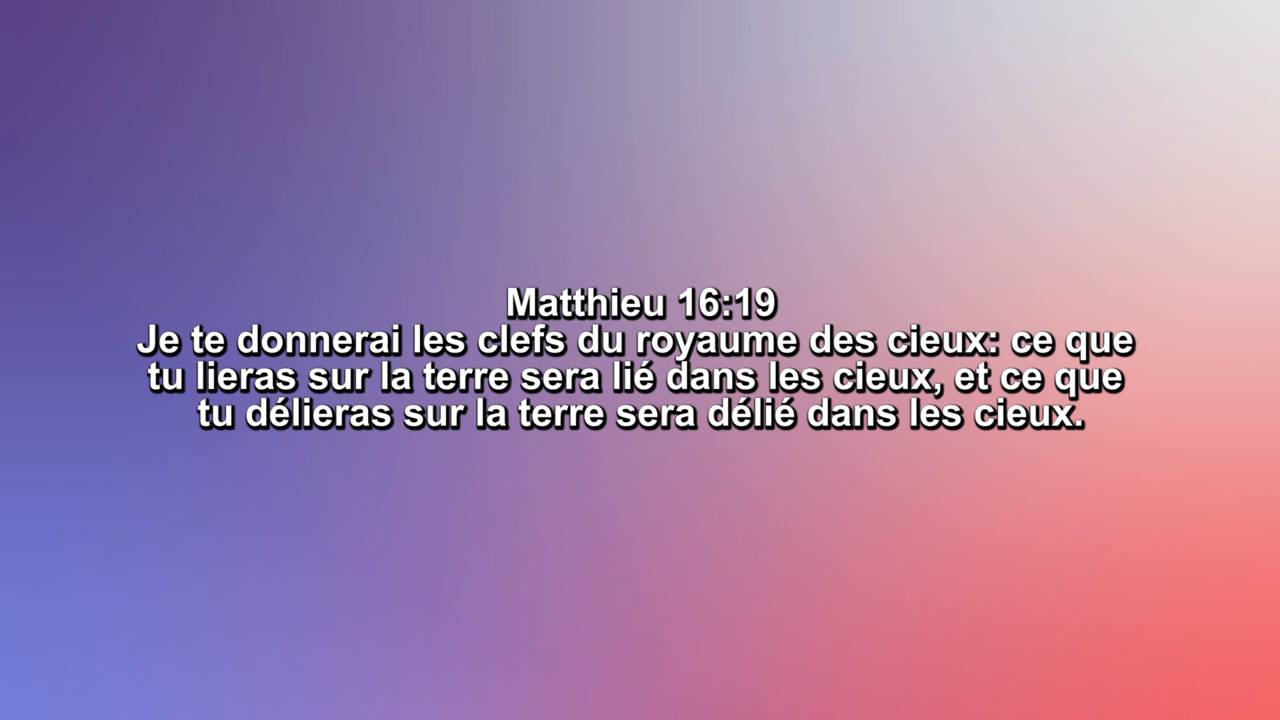 Matthieu 16:19
Je te donnerai les clefs du royaume des cieux: ce que
tu lieras sur la terre sera lié dans les cieux, et ce que
tu délieras sur la terre sera délié dans les cieux.